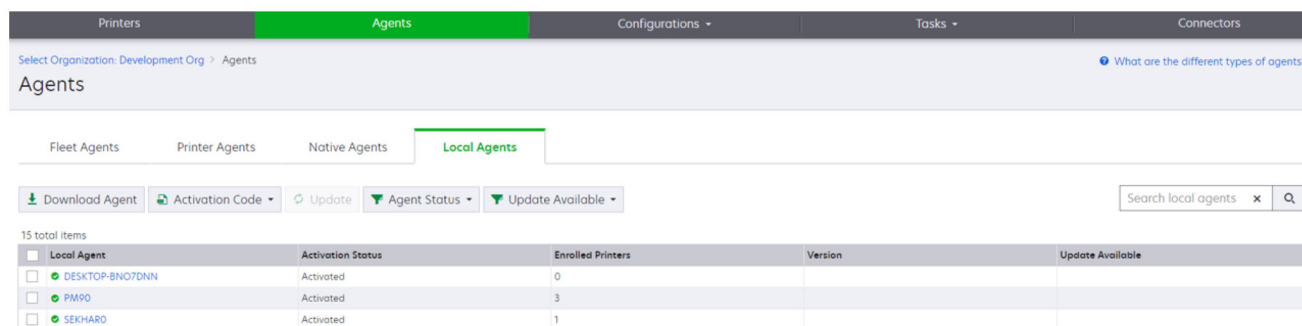 Printers Agents Configurations Tasks Connectors
Select Organization: Development Org > Agents
What are the different types of agents
Agents
Fleet Agents Printer Agents Native Agents Local Agents
Download Agent Activation Code Update Agent Status Update Available Search local agents
15 total items
Local Agent Activation Status Enrolled Printers Version Update Available
DESKTOP-BNO7DNN Activated 0
PM90 Activated 3
SEKHAR0 Activated 1